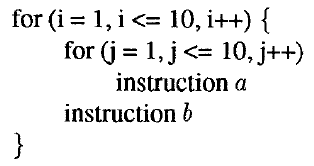 for (i = 1, i <= 10, i++) {
for (j = 1, j <= 10, j++)
instruction a
instruction b
}